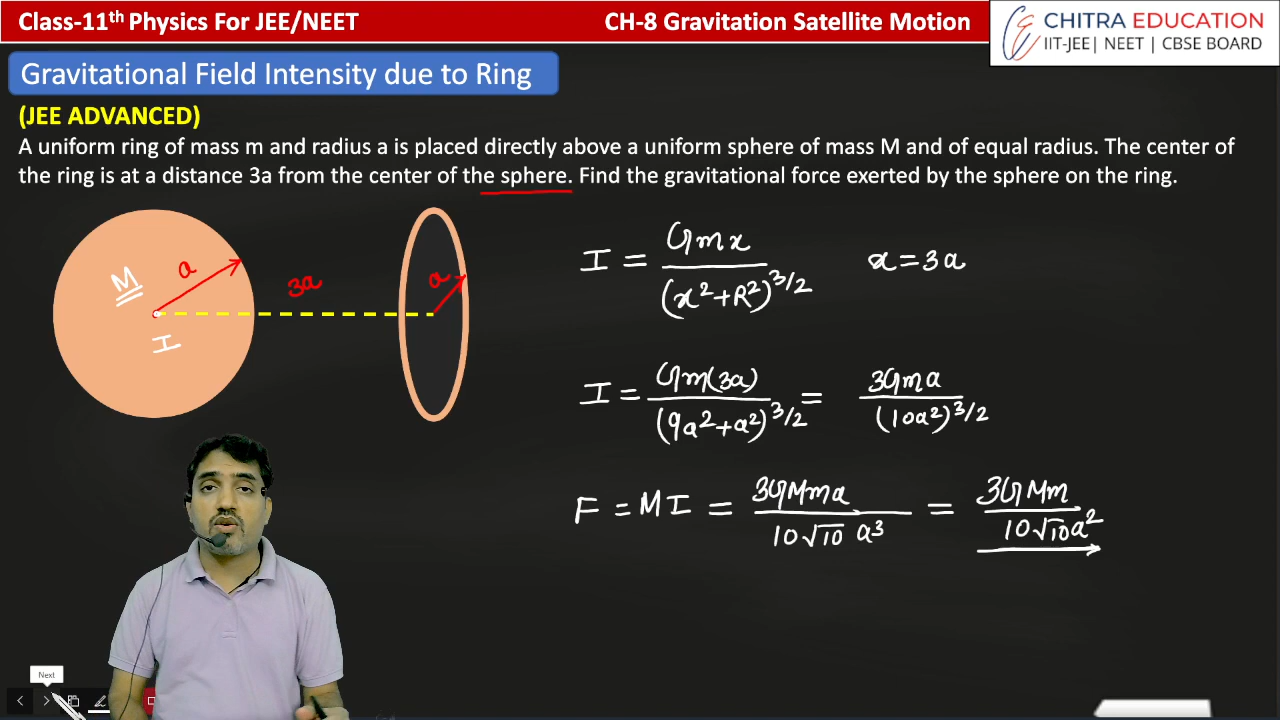 Class-11th Physics For JEE/NEET
CH-8 Gravitation Satellite Motion
CHITRA EDUCATION
IIT-JEE| NEET | CBSE BOARD
Gravitational Field Intensity due to Ring
(JEE ADVANCED)
A uniform ring of mass m and radius a is placed directly above a uniform sphere of mass M and of equal radius. The center of
the ring is at a distance 3a from the center of the sphere. Find the gravitational force exerted by the sphere on the ring.
M
a
3a
a
I
I = Gmx / (x²+R²)^3/2
x = 3a
I = Gm(3a) / (9a²+a²)^3/2 = 3Gma / (10a²)^3/2
F = MI = 3GMma / 10√10 a³ = 3GMm / 10√10a²
Next